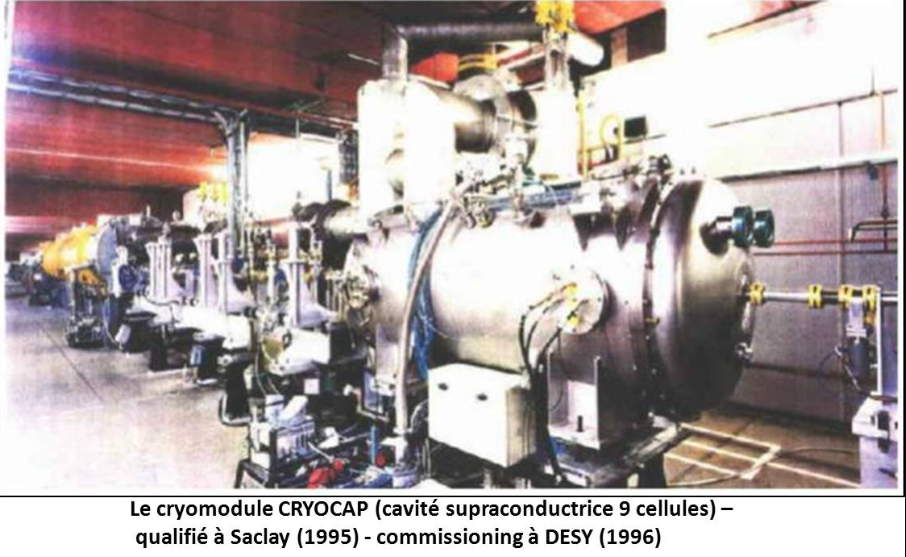 Le cryomodule CRYOCAP (cavité supraconductrice 9 cellules) –
qualifié à Saclay (1995) - commissioning à DESY (1996)